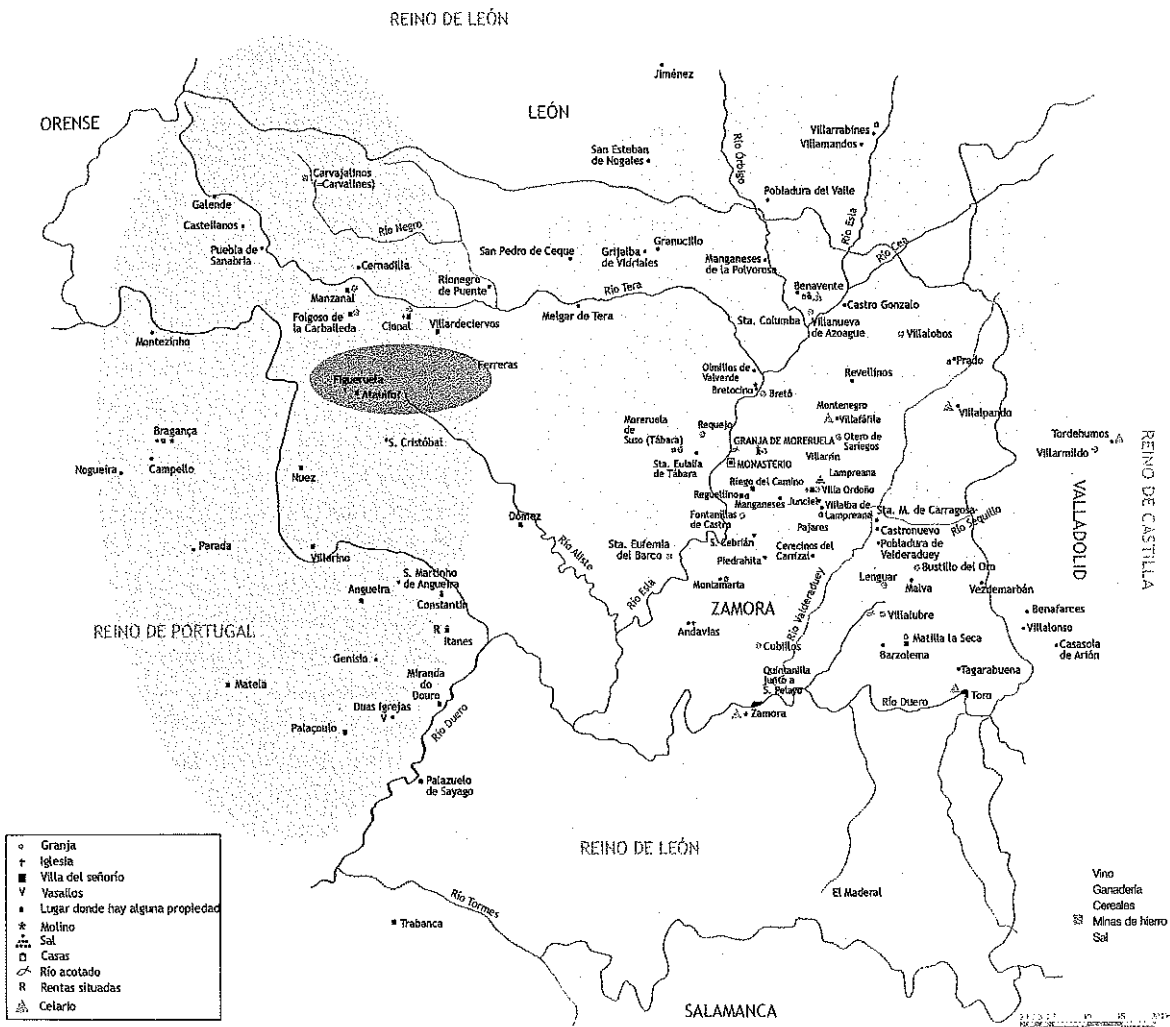 REINO DE LEÓN
Jiménez
ORENSE
LEÓN
Río Órbigo
Villarrabines
Villamandos
San Esteban
de Nogales
Carvajalinos
(=Carvalines)
Pobladura del Valle
Galende
Río Esla
Castellanos
Río Negro
Río Cea
Puebla de
Sanabria
San Pedro de Ceque
Grijalba
de Vidriales
Granucillo
Manganeses
de la Polvorosa
Cernadilla
Rionegro
de Puente
Río Tera
Benavente
Manzanal
Castro Gonzalo
Folgoso de
la Carballeda
Cional
Villardeciervos
Melgar de Tera
Sta. Columba
Villanueva
de Azoague
Villalobos
Montezinho
Prado
Ferreras
Olmillos de
Valverde
Revellinos
Figueruela
Bretocino
Bretó
Montenegro
Villafáfila
Villalpando
Moreruela
de Suso (Tábara)
Requejo
Otero de
Sariegos
Tordehumos
Villarmildo
Bragança
S. Cristóbal
GRANJA DE MORERUELA
Villarrín
Nogueira
Campello
Sta. Eulalia
de Tábara
MONASTERIO
Lampreana
REINO DE CASTILLA
VALLADOLID
Nuez
Riego del Camino
Villa Ordoño
Reguellino
Manganeses
Junciel
Villalba de
Lampreana
Sta. M. de Carragosa
Fontanillas
de Castro
Río Sequillo
Dómez
Pajares
Castronuevo
Río Aliste
S. Cebrián
Pobladura de
Valderaduey
Parada
Villarino
Sta. Eufemia
del Barco
Piedrahita
Cerecinos del
Carrizal
Bustillo del Oro
S. Martinho
de Angueira
Montamarta
Lenguar
Malva
Vezdemarbán
Angueira
Constantín
Río Esla
ZAMORA
Río Valderaduey
Benafarces
REINO DE PORTUGAL
R
Itanes
Andavías
Villalubre
Villalonso
Matilla la Seca
Genisio
Cubillos
Barzolema
Casasola
de Arión
Matela
Miranda
do
Douro
Quintanilla
Junto a
S. Pelayo
Tagarabuena
Duas Igrejas
Río Duero
Zamora
Río Duero
Toro
Palaçoulo
Palazuelo
de Sayago
REINO DE LEÓN
El Maderal
Río Tormes
Trabanca
SALAMANCA
Granja
Iglesia
Villa del señorío
Vasallos
Lugar donde hay alguna propiedad
Molino
Sal
Casas
Río acotado
R Rentas situadas
Celario
Vino
Ganadería
Cereales
Minas de hierro
Sal